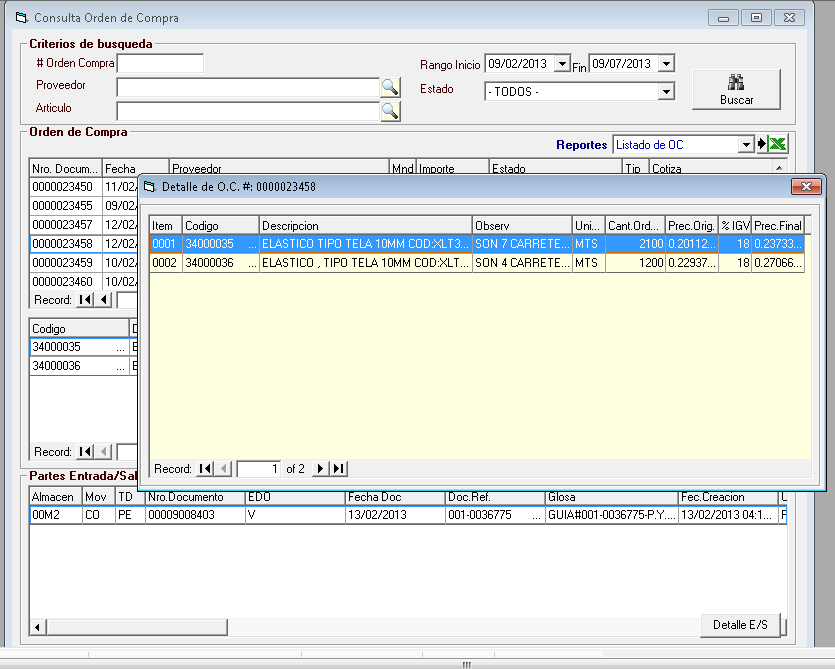 Consulta Orden de Compra
Criterios de busqueda
# Orden Compra
Rango Inicio 09/02/2013 Fin 09/07/2013
Proveedor
Estado - TODOS -
Buscar
Articulo
Orden de Compra
Reportes Listado de OC
Nro. Docum... Fecha Proveedor Mnd Importe Estado Tip Cotiza
0000023450 11/02/
0000023455 09/02/
0000023457 12/02/
0000023458 12/02/
0000023459 10/02/
0000023460 10/02/
Record:
Codigo
34000035 ...
34000036 ...
Record:
Detalle de O.C. #: 0000023458
Item Codigo Descripcion Observ Uni... Cant.Ord... Prec.Orig. % IGV Prec.Final
0001 34000035 ... ELASTICO TIPO TELA 10MM COD:XLT3... SON 7 CARRETE... MTS 2100 0.20112... 18 0.23733...
0002 34000036 ... ELASTICO , TIPO TELA 10MM COD:XLT... SON 4 CARRETE... MTS 1200 0.22937... 18 0.27066...
Record: 1 of 2
Partes Entrada/Sal
Almacen Mov TD Nro.Documento EDO Fecha Doc Doc.Ref. Glosa Fec.Creacion
00M2 CO PE 00009008403 V 13/02/2013 001-0036775 ... GUIA#001-0036775-P.Y.... 13/02/2013 04:1...
Detalle E/S